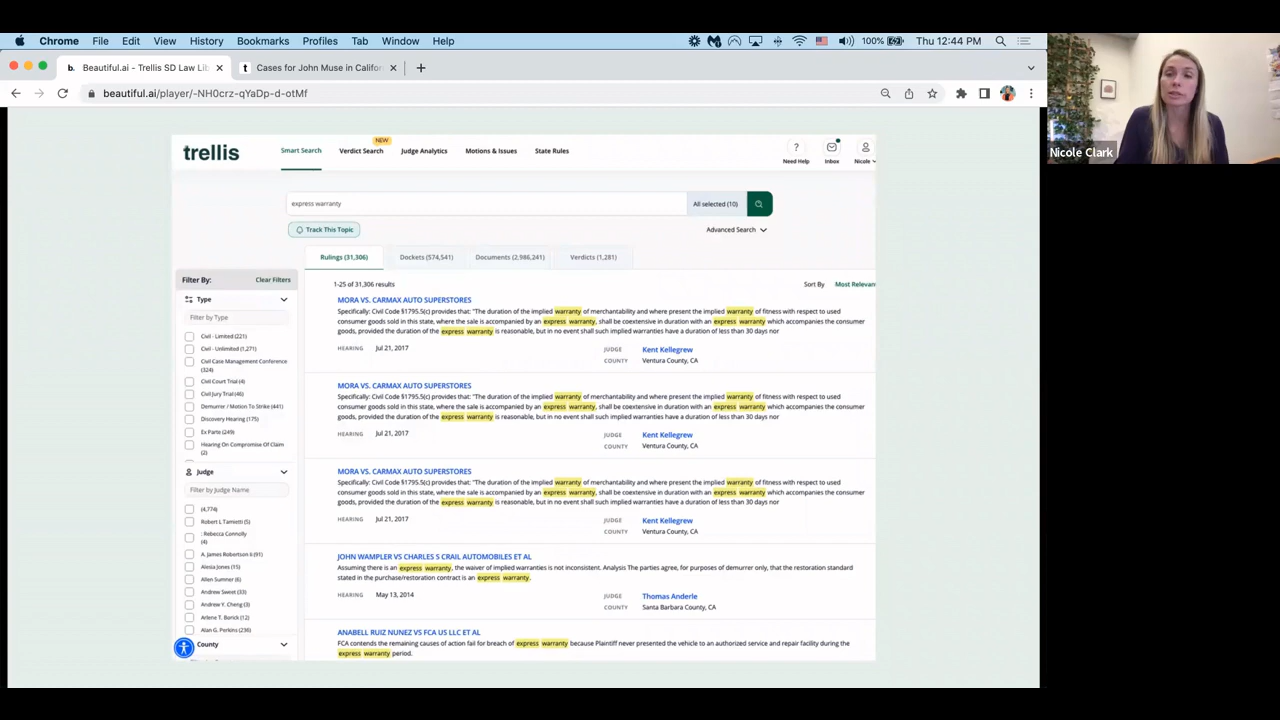 Chrome File Edit View History Bookmarks Profiles Tab Window Help 100% Thu 12:44 PM
b. Beautiful.ai - Trellis SD Law Lib × t Cases for John Muse in Califor × +
beautiful.ai/player/-NH0crz-qYaDp-d-otMf
Nicole Clark
trellis
Smart Search
NEW
Verdict Search
Judge Analytics
Motions & Issues
State Rules
Need Help
Inbox
Nicole
express warranty
All selected (10)
Track This Topic
Advanced Search
Rulings (31,306)
Dockets (574,541)
Documents (2,986,241)
Verdicts (1,281)
Filter By:
Clear Filters
Type
Filter by Type
Civil - Limited (221)
Civil - Unlimited (1,271)
Civil Case Management Conference
(324)
Civil Court Trial (4)
Civil Jury Trial (46)
Demurrer / Motion To Strike (441)
Discovery Hearing (175)
Ex Parte (249)
Hearing On Compromise Of Claim
(2)
Judge
Filter by Judge Name
(4,774)
Robert L Tamietti (5)
: Rebecca Connolly
(4)
A. James Robertson Ii (91)
Alesia Jones (15)
Allen Sumner (6)
Andrew Sweet (33)
Andrew Y. Cheng (3)
Arlene T. Borick (12)
Alan G. Perkins (236)
County
1-25 of 31,306 results
Sort By Most Relevan
MORA VS. CARMAX AUTO SUPERSTORES
Specifically: Civil Code §1795.5(c) provides that: "The duration of the implied warranty of merchantability and where present the implied warranty of fitness with respect to used
consumer goods sold in this state, where the sale is accompanied by an express warranty, shall be coextensive in duration with an express warranty which accompanies the consumer
goods, provided the duration of the express warranty is reasonable, but in no event shall such implied warranties have a duration of less than 30 days nor
HEARING Jul 21, 2017 JUDGE Kent Kellegrew
COUNTY Ventura County, CA
MORA VS. CARMAX AUTO SUPERSTORES
Specifically: Civil Code §1795.5(c) provides that: "The duration of the implied warranty of merchantability and where present the implied warranty of fitness with respect to used
consumer goods sold in this state, where the sale is accompanied by an express warranty, shall be coextensive in duration with an express warranty which accompanies the consumer
goods, provided the duration of the express warranty is reasonable, but in no event shall such implied warranties have a duration of less than 30 days nor
HEARING Jul 21, 2017 JUDGE Kent Kellegrew
COUNTY Ventura County, CA
MORA VS. CARMAX AUTO SUPERSTORES
Specifically: Civil Code §1795.5(c) provides that: "The duration of the implied warranty of merchantability and where present the implied warranty of fitness with respect to used
consumer goods sold in this state, where the sale is accompanied by an express warranty, shall be coextensive in duration with an express warranty which accompanies the consumer
goods, provided the duration of the express warranty is reasonable, but in no event shall such implied warranties have a duration of less than 30 days nor
HEARING Jul 21, 2017 JUDGE Kent Kellegrew
COUNTY Ventura County, CA
JOHN WAMPLER VS CHARLES S CRAIL AUTOMOBILES ET AL
Assuming there is an express warranty, the waiver of implied warranties is not inconsistent. Analysis The parties agree, for purposes of demurrer only, that the restoration standard
stated in the purchase/restoration contract is an express warranty.
HEARING May 13, 2014 JUDGE Thomas Anderle
COUNTY Santa Barbara County, CA
ANABELL RUIZ NUNEZ VS FCA US LLC ET AL
FCA contends the remaining causes of action fail for breach of express warranty because Plaintiff never presented the vehicle to an authorized service and repair facility during the
express warranty period.